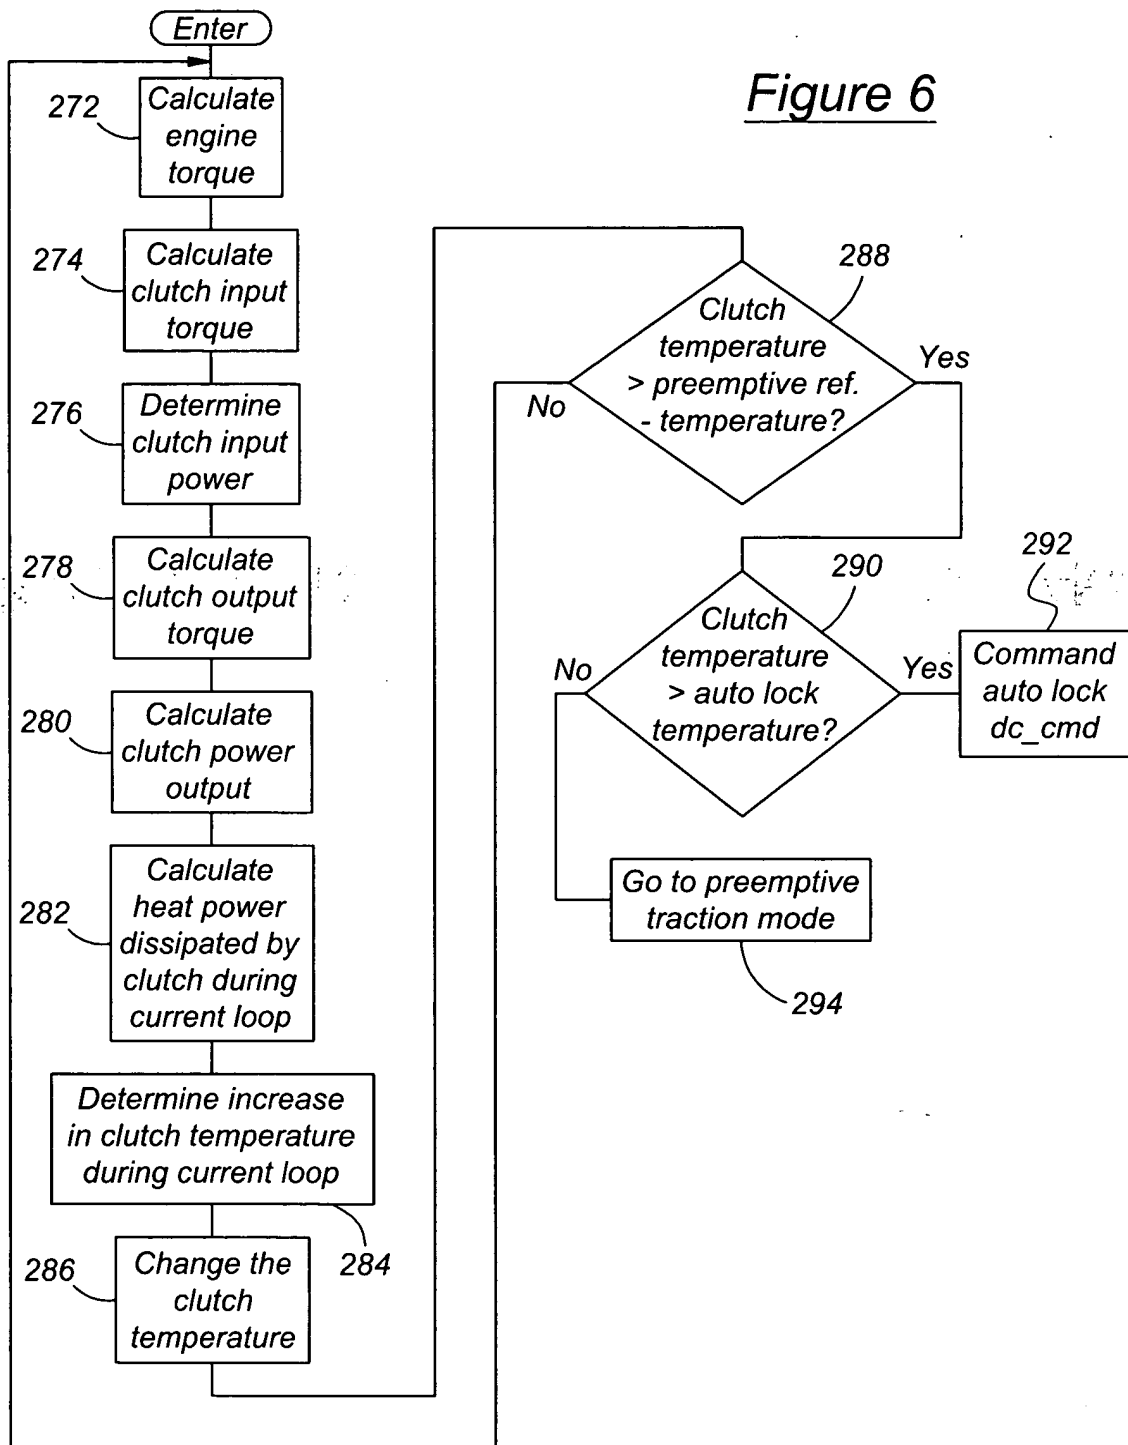 Enter
Figure 6
272
Calculate
engine
torque
274
Calculate
clutch input
torque
276
Determine
clutch input
power
278
Calculate
clutch output
torque
280
Calculate
clutch power
output
282
Calculate
heat power
dissipated by
clutch during
current loop
Determine increase
in clutch temperature
during current loop
284
286
Change the
clutch
temperature
288
Clutch
temperature
> preemptive ref.
- temperature?
No
Yes
290
Clutch
temperature
> auto lock
temperature?
No
Yes
292
Command
auto lock
dc_cmd
Go to preemptive
traction mode
294